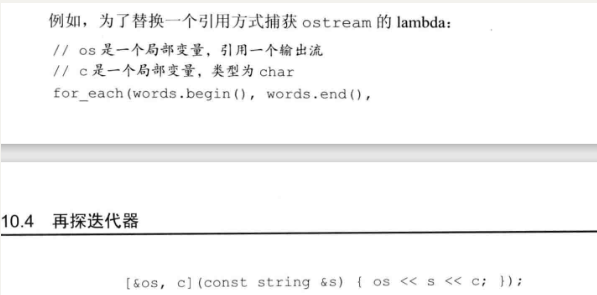 例如，为了替换一个引用方式捕获 ostream 的 lambda：
// os 是一个局部变量，引用一个输出流
// c 是一个局部变量，类型为 char
for_each(words.begin(), words.end(),
10.4 再探迭代器
[&os, c](const string &s) { os << s << c; });